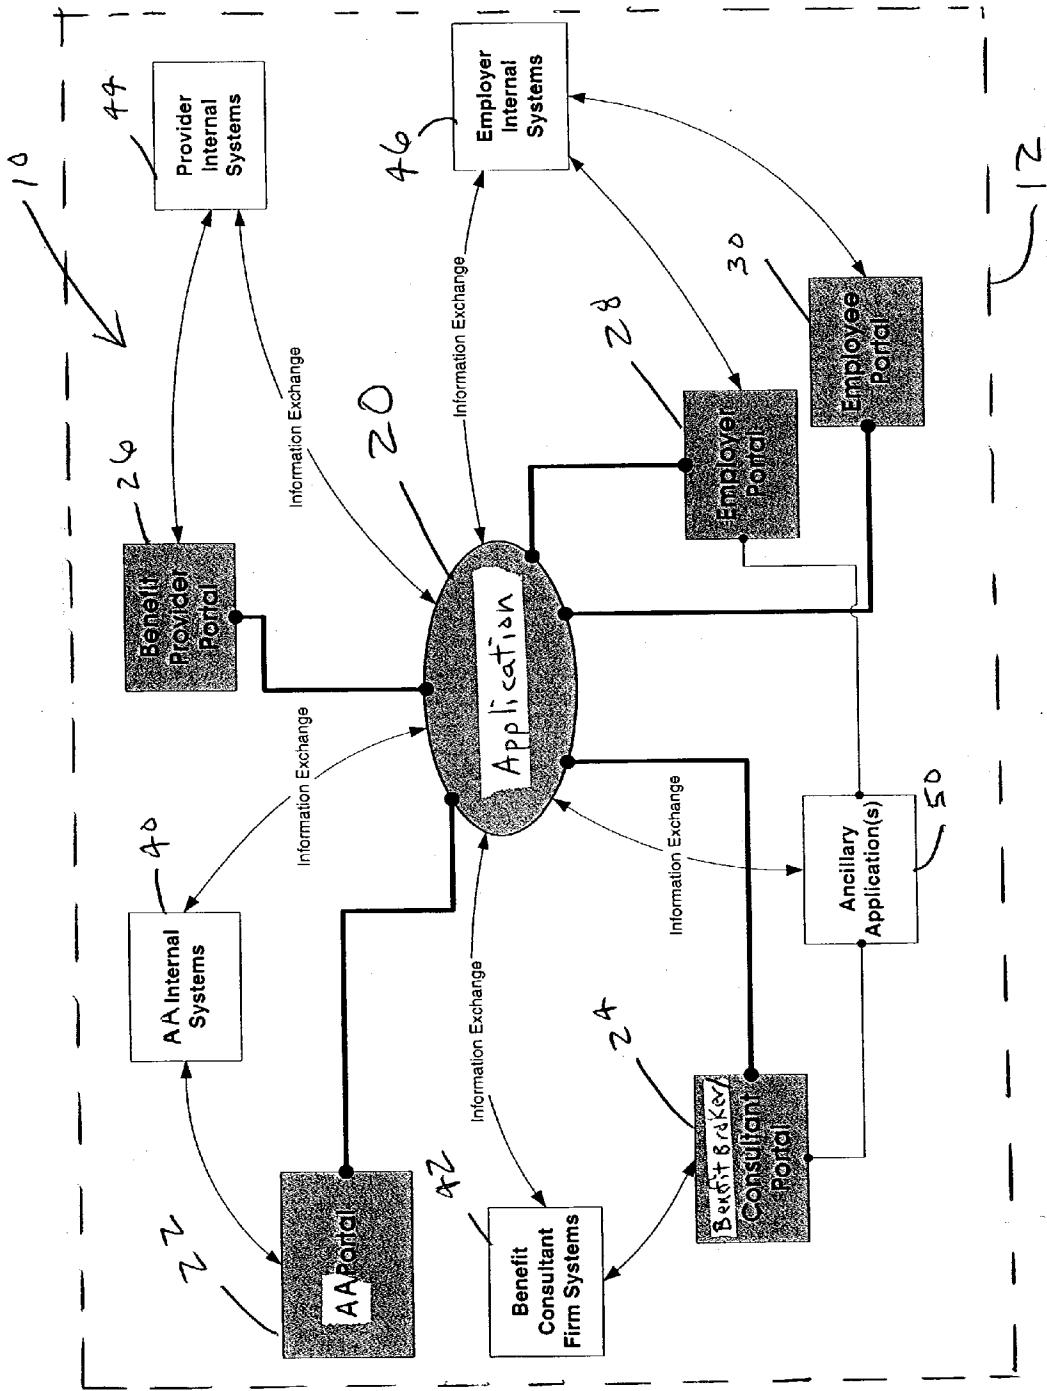 10
44
Provider
Internal
Systems
46
Employer
Internal
Systems
12
Information Exchange
Information Exchange
26
Benefit
Provider
Portal
20
Application
28
Employer
Portal
30
Employee
Portal
Information Exchange
40
AA Internal
Systems
Information Exchange
Information Exchange
50
Ancillary
Application(s)
22
AA Portal
42
Benefit
Consultant
Firm Systems
24
Benefit Broker/
Consultant
Portal